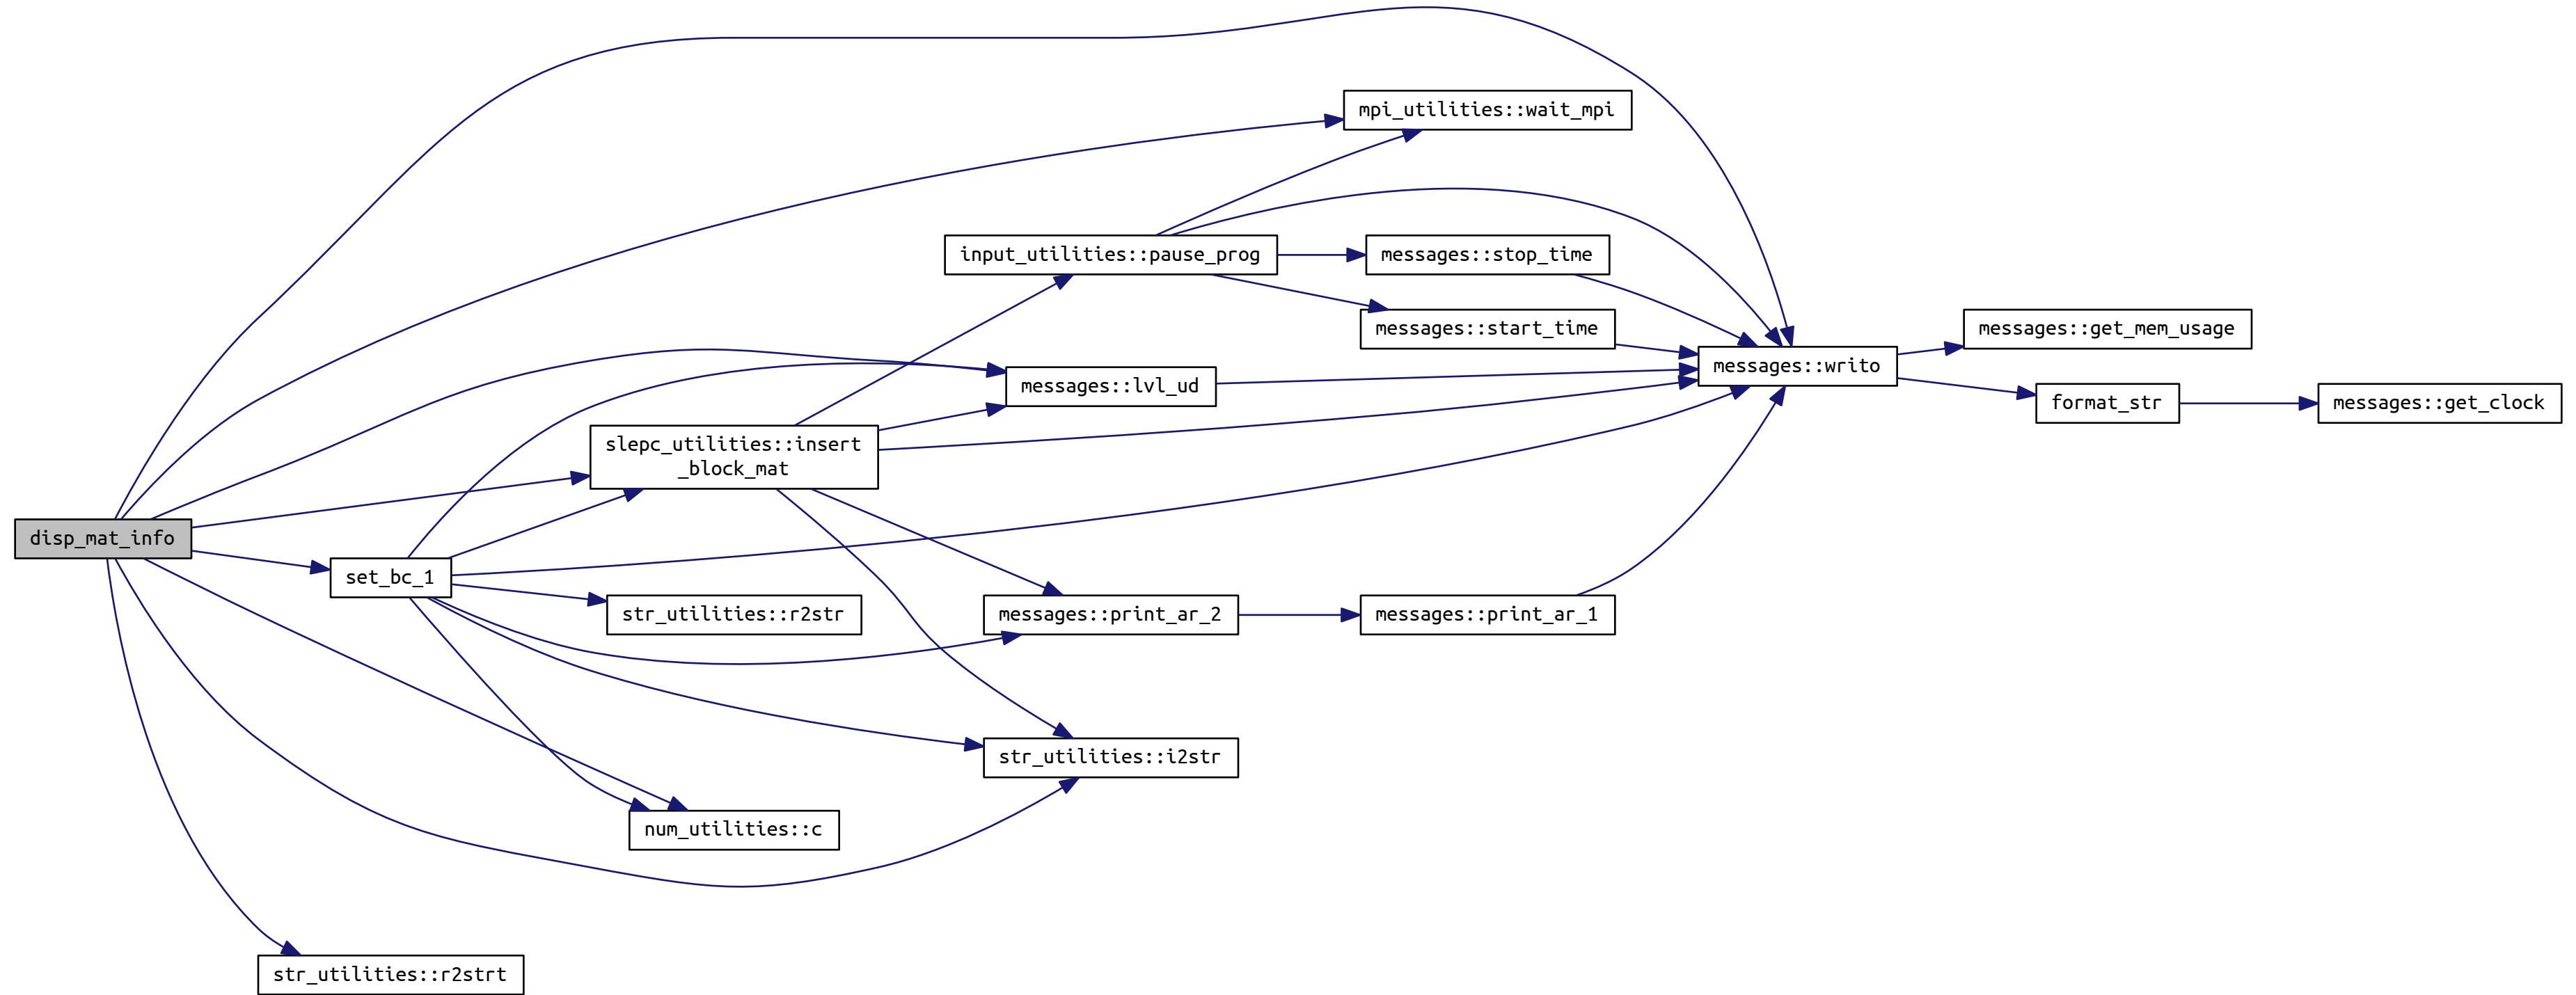 mpi_utilities::wait_mpi
input_utilities::pause_prog
messages::stop_time
messages::start_time
messages::get_mem_usage
messages::writo
messages::lvl_ud
format_str
messages::get_clock
slepc_utilities::insert
_block_mat
disp_mat_info
set_bc_1
str_utilities::r2str
messages::print_ar_2
messages::print_ar_1
str_utilities::i2str
num_utilities::c
str_utilities::r2strt